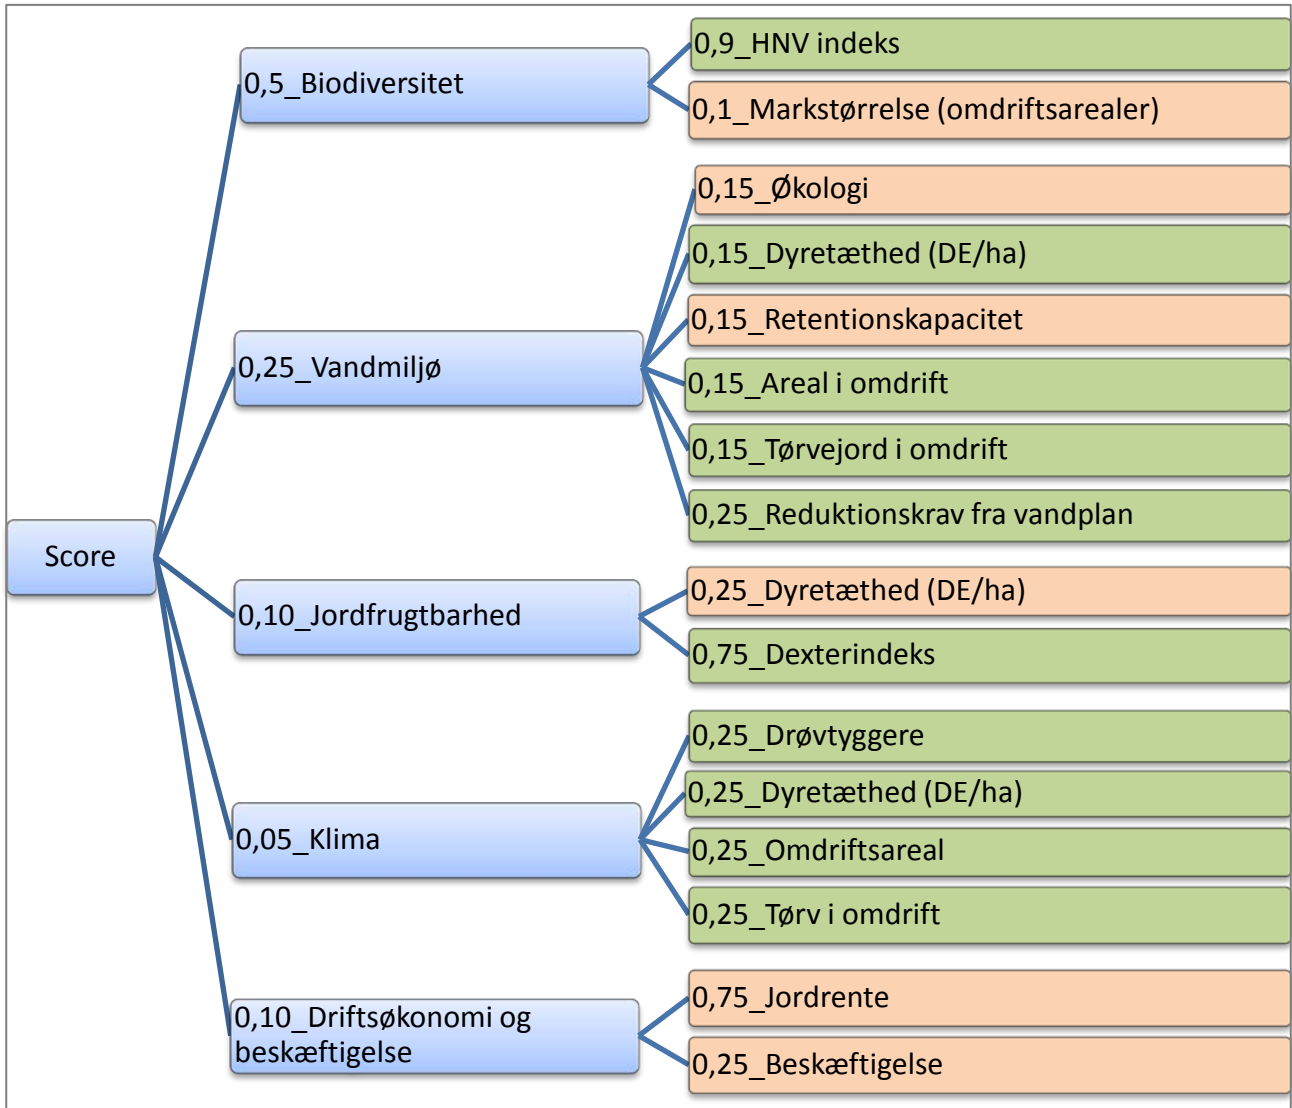 Score
0,5_Biodiversitet
0,9_HNV indeks
0,1_Markstørrelse (omdriftsarealer)
0,25_Vandmiljø
0,15_Økologi
0,15_Dyretæthed (DE/ha)
0,15_Retentionskapacitet
0,15_Areal i omdrift
0,15_Tørvejord i omdrift
0,25_Reduktionskrav fra vandplan
0,10_Jordfrugtbarhed
0,25_Dyretæthed (DE/ha)
0,75_Dexterindeks
0,05_Klima
0,25_Drøvtyggere
0,25_Dyretæthed (DE/ha)
0,25_Omdriftsareal
0,25_Tørv i omdrift
0,10_Driftsøkonomi og
beskæftigelse
0,75_Jordrente
0,25_Beskæftigelse